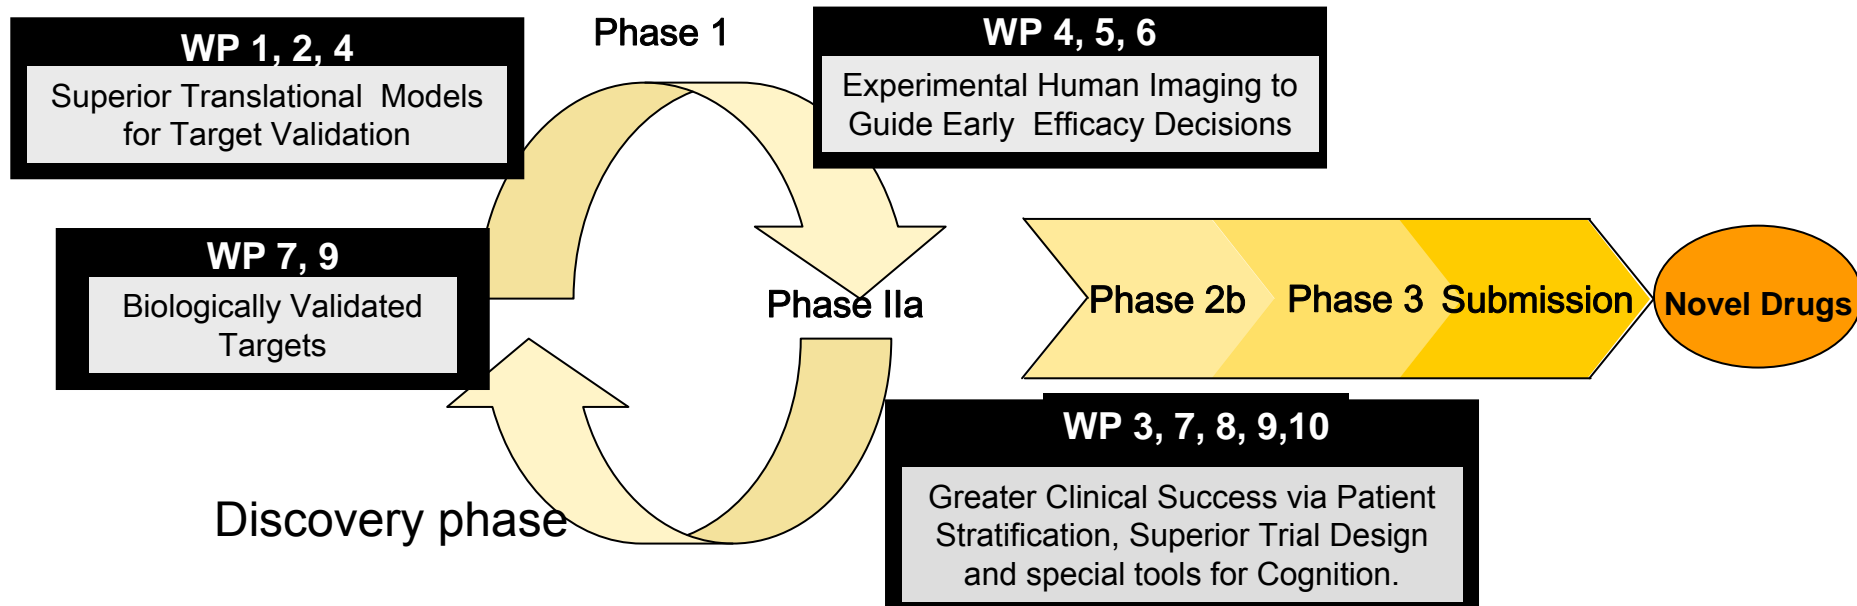 WP 1, 2, 4
Superior Translational Models
for Target Validation
Phase 1
WP 4, 5, 6
Experimental Human Imaging to
Guide Early Efficacy Decisions
WP 7, 9
Biologically Validated
Targets
Phase IIa
Phase 2b
Phase 3
Submission
Novel Drugs
Discovery phase
WP 3, 7, 8, 9,10
Greater Clinical Success via Patient
Stratification, Superior Trial Design
and special tools for Cognition.